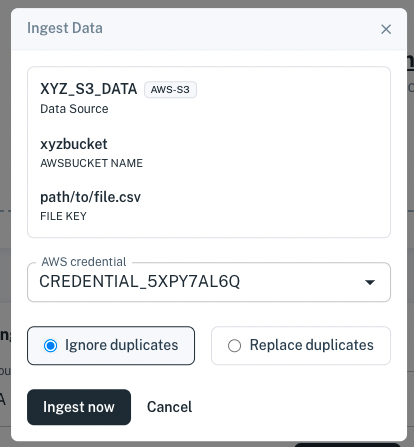 Ingest Data
XYZ_S3_DATA AWS-S3
Data Source
xyzbucket
AWSBUCKET NAME
path/to/file.csv
FILE KEY
AWS credential
CREDENTIAL_5XPY7AL6Q
Ignore duplicates Replace duplicates
Ingest now Cancel